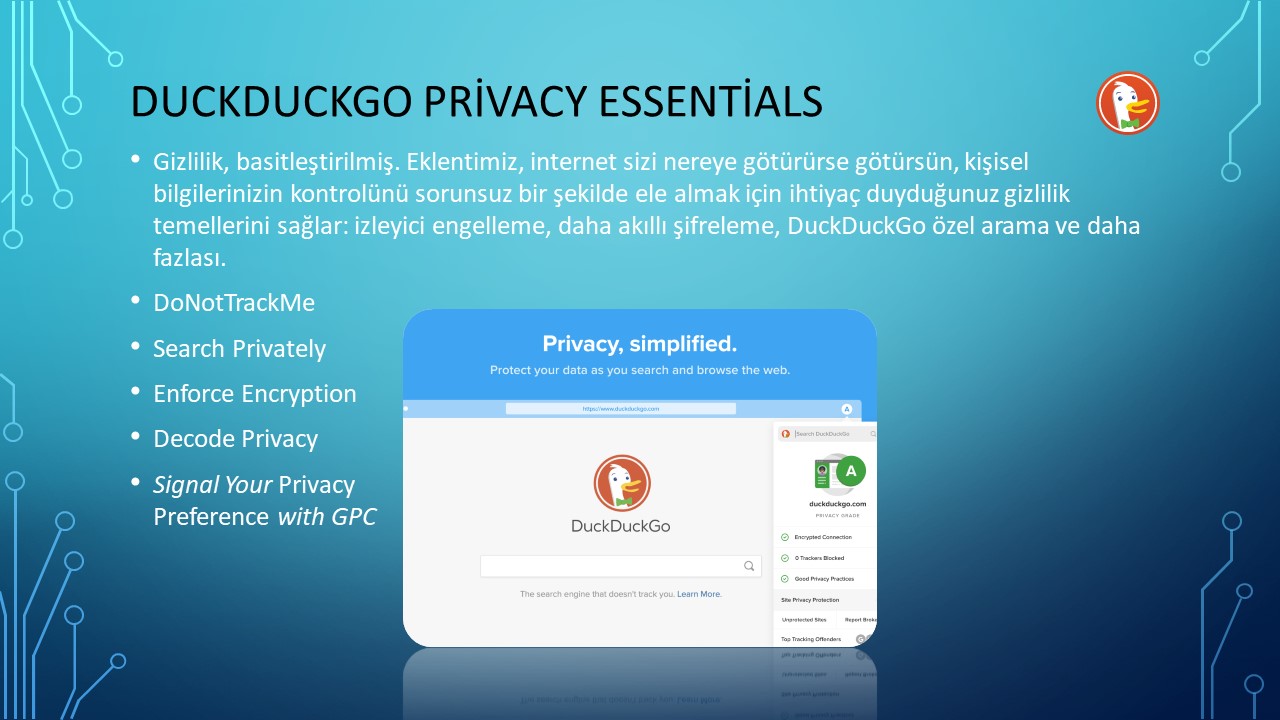 DUCKDUCKGO PRİVACY ESSENTİALS
• Gizlilik, basitleştirilmiş. Eklentimiz, internet sizi nereye götürürse götürsün, kişisel
bilgilerinizin kontrolünü sorunsuz bir şekilde ele almak için ihtiyaç duyduğunuz gizlilik
temellerini sağlar: izleyici engelleme, daha akıllı şifreleme, DuckDuckGo özel arama ve daha
fazlası.
• DoNotTrackMe
• Search Privately
• Enforce Encryption
• Decode Privacy
• Signal Your Privacy
Preference with GPC
Privacy, simplified.
Protect your data as you search and browse the web.
https://www.duckduckgo.com
A
DuckDuckGo
The search engine that doesn't track you. Learn More.
Search DuckDuckGo
A
duckduckgo.com
PRIVACY GRADE
Encrypted Connection
0 Trackers Blocked
Good Privacy Practices
Site Privacy Protection
Unprotected Sites Report Broke
Top Tracking Offenders G